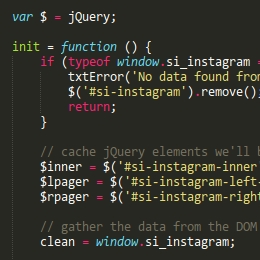 var $ = jQuery;
init = function () {
if (typeof window.si_instagram =
txtError('No data found from
$('#si-instagram').remove();
return;
}
// cache jQuery elements we'll b
$inner = $('#si-instagram-inner
$lpager = $('#si-instagram-left-
$rpager = $('#si-instagram-right
// gather the data from the DOM
clean = window.si_instagram;